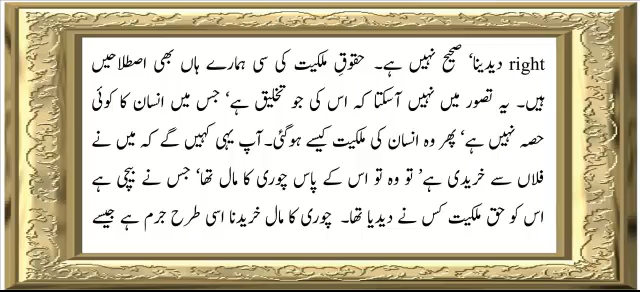 right دیدینا‘ صحیح نہیں ہے۔ حقوقِ ملکیت کی سی ہمارے ہاں بھی اصطلاحیں
ہیں۔ یہ تصور میں نہیں آسکتا کہ اس کی جو تخلیق ہے‘ جس میں انسان کا کوئی
حصہ نہیں ہے‘ پھر وہ انسان کی ملکیت کیسے ہوگئی۔ آپ یہی کہیں گے کہ میں نے
فلاں سے خریدی ہے‘ تو وہ تو اس کے پاس چوری کا مال تھا‘ جس نے بیچی ہے
اس کو حق ملکیت کس نے دیدیا تھا۔ چوری کا مال خریدنا اسی طرح جرم ہے جیسے